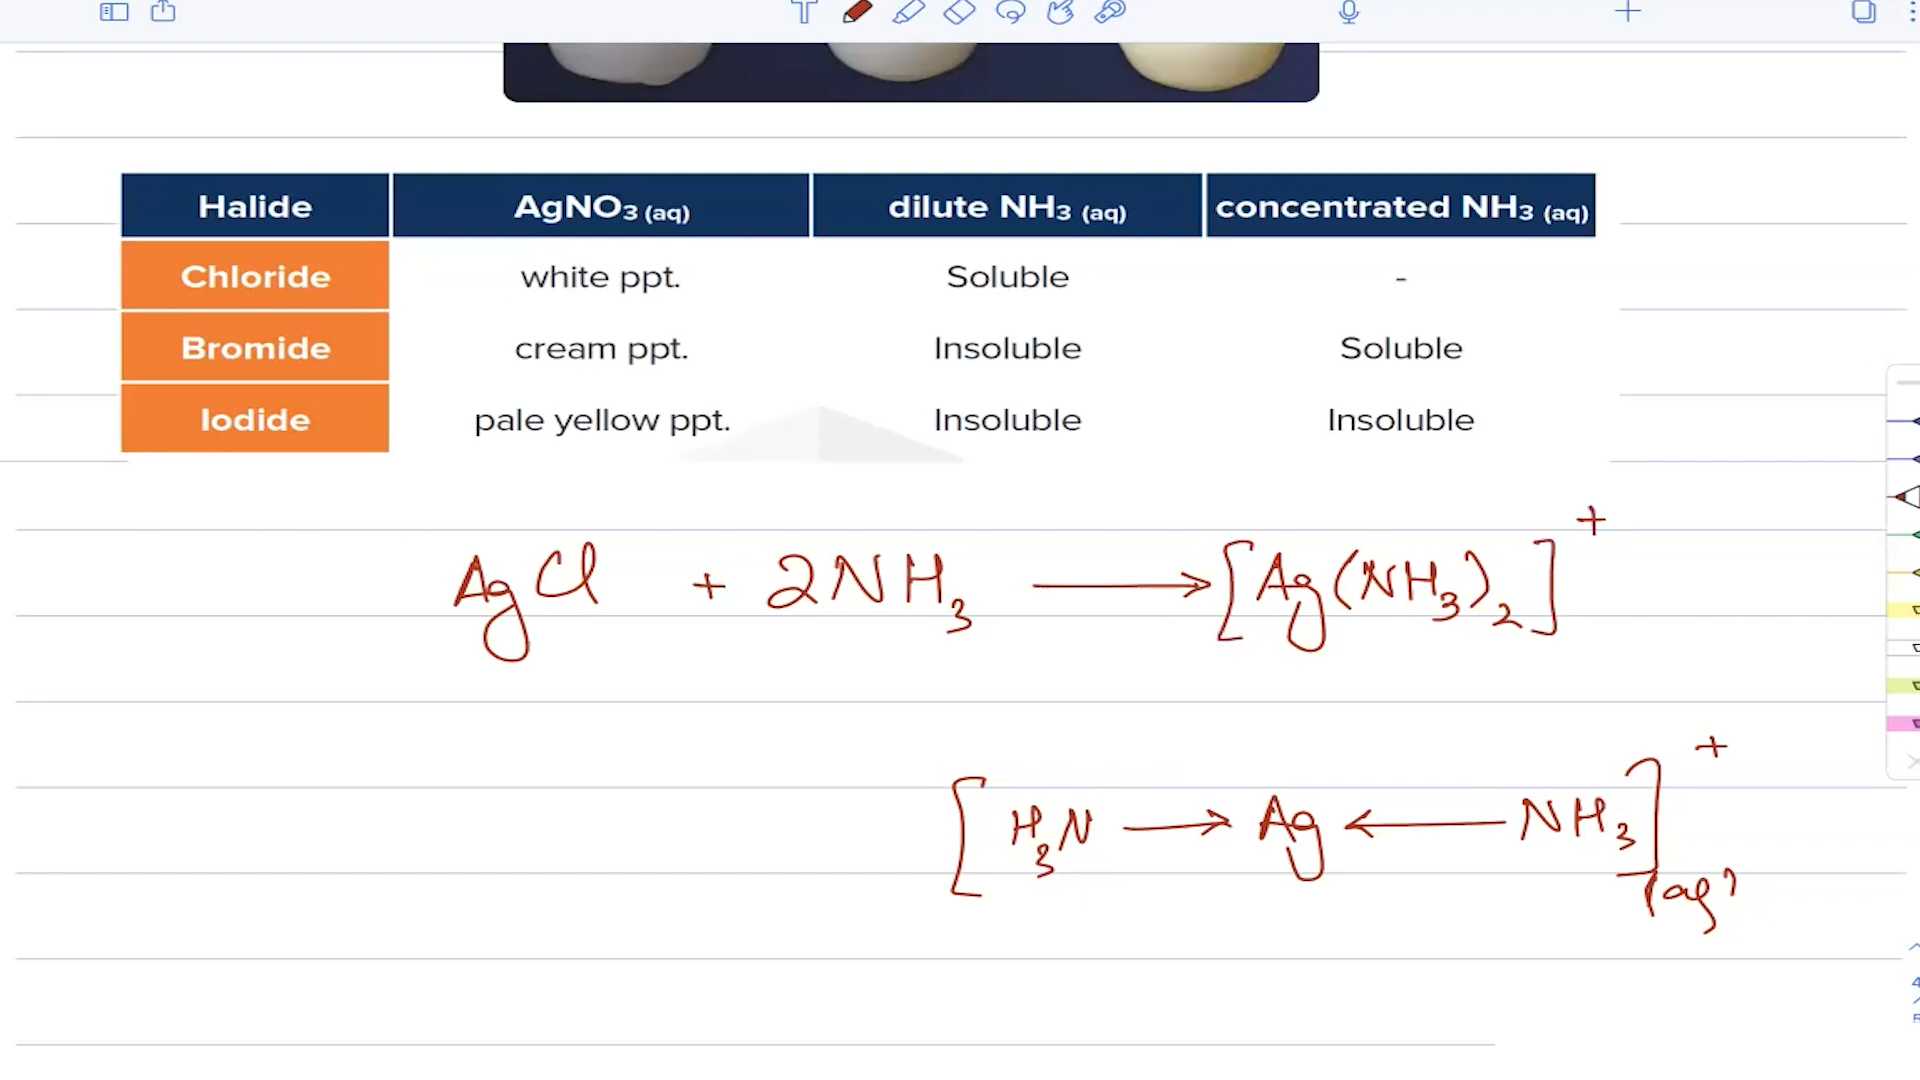 Halide AgNO3 (aq) dilute NH3 (aq) concentrated NH3 (aq)
Chloride white ppt. Soluble -
Bromide cream ppt. Insoluble Soluble
Iodide pale yellow ppt. Insoluble Insoluble
AgCl + 2NH3 ⟶ [Ag(NH3)2]+
[H3N ⟶ Ag ⟵ NH3]+ (aq)